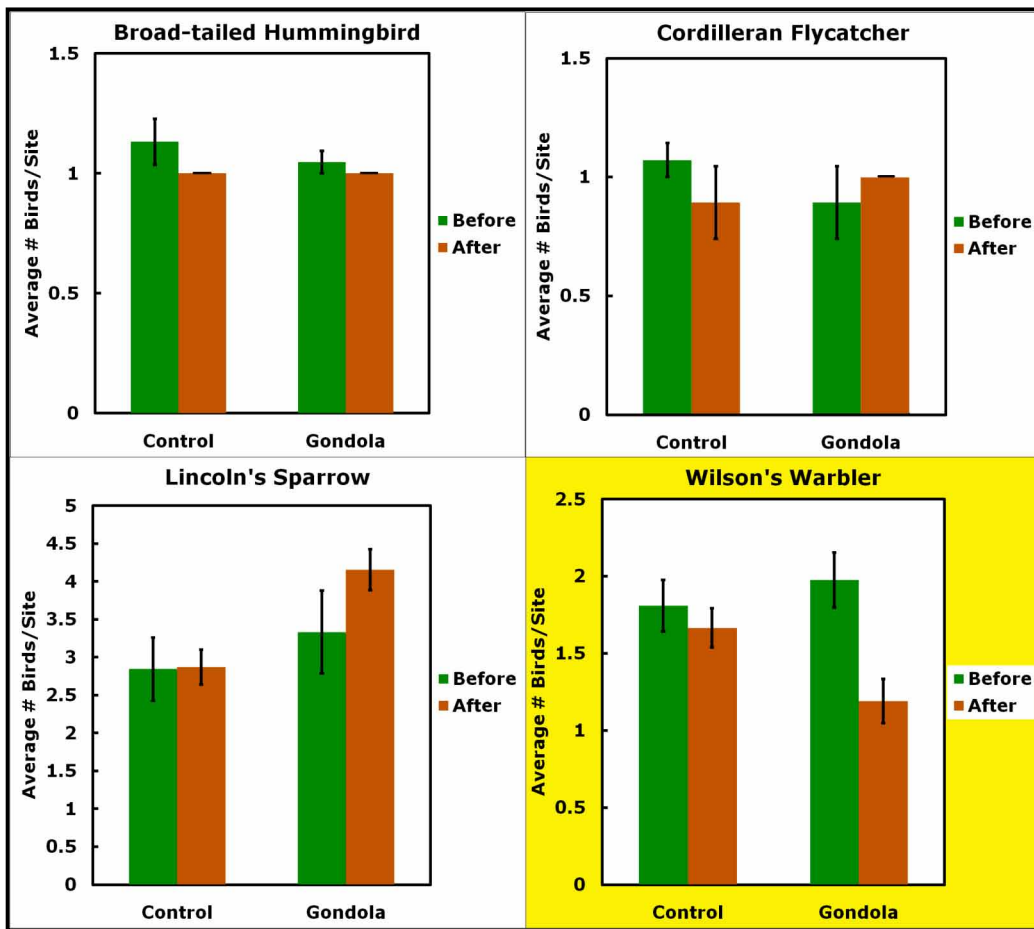 Broad-tailed Hummingbird
Average # Birds/Site
1.5
1
0.5
0
Control
Gondola
Before
After
Cordilleran Flycatcher
Average # Birds/Site
1.5
1
0.5
0
Control
Gondola
Before
After
Lincoln's Sparrow
Average # Birds/Site
5
4.5
4
3.5
3
2.5
2
1.5
1
0.5
0
Control
Gondola
Before
After
Wilson's Warbler
Average # Birds/Site
2.5
2
1.5
1
0.5
0
Control
Gondola
Before
After